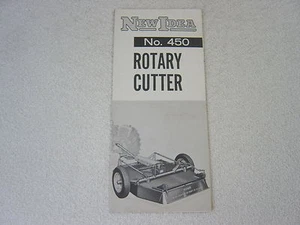 NEW IDEA
No. 450
ROTARY
CUTTER